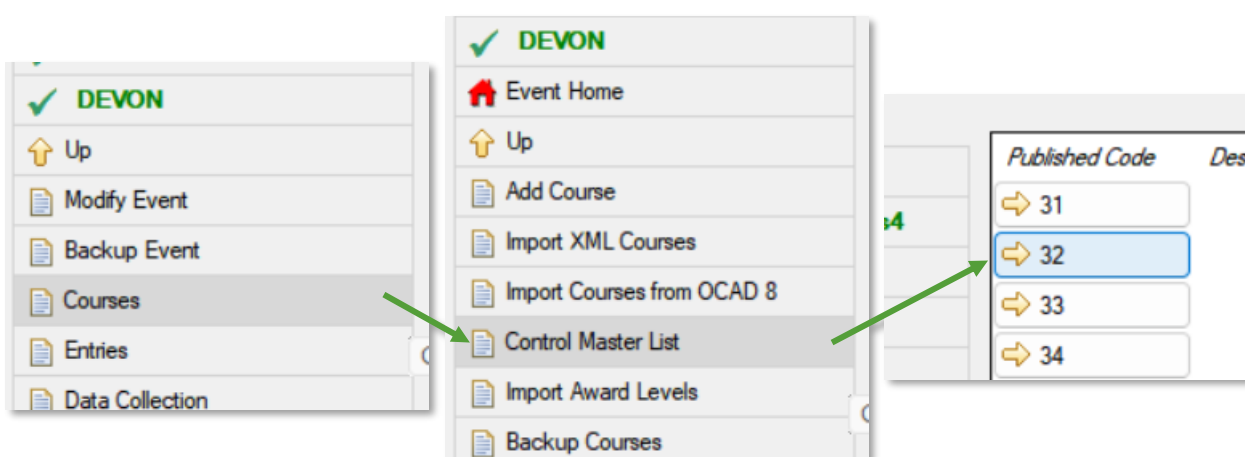 DEVON
Up
Modify Event
Backup Event
Courses
Entries
Data Collection
DEVON
Event Home
Up
Add Course
Import XML Courses
Import Courses from OCAD 8
Control Master List
Import Award Levels
Backup Courses
s4
Published Code Des
31
32
33
34